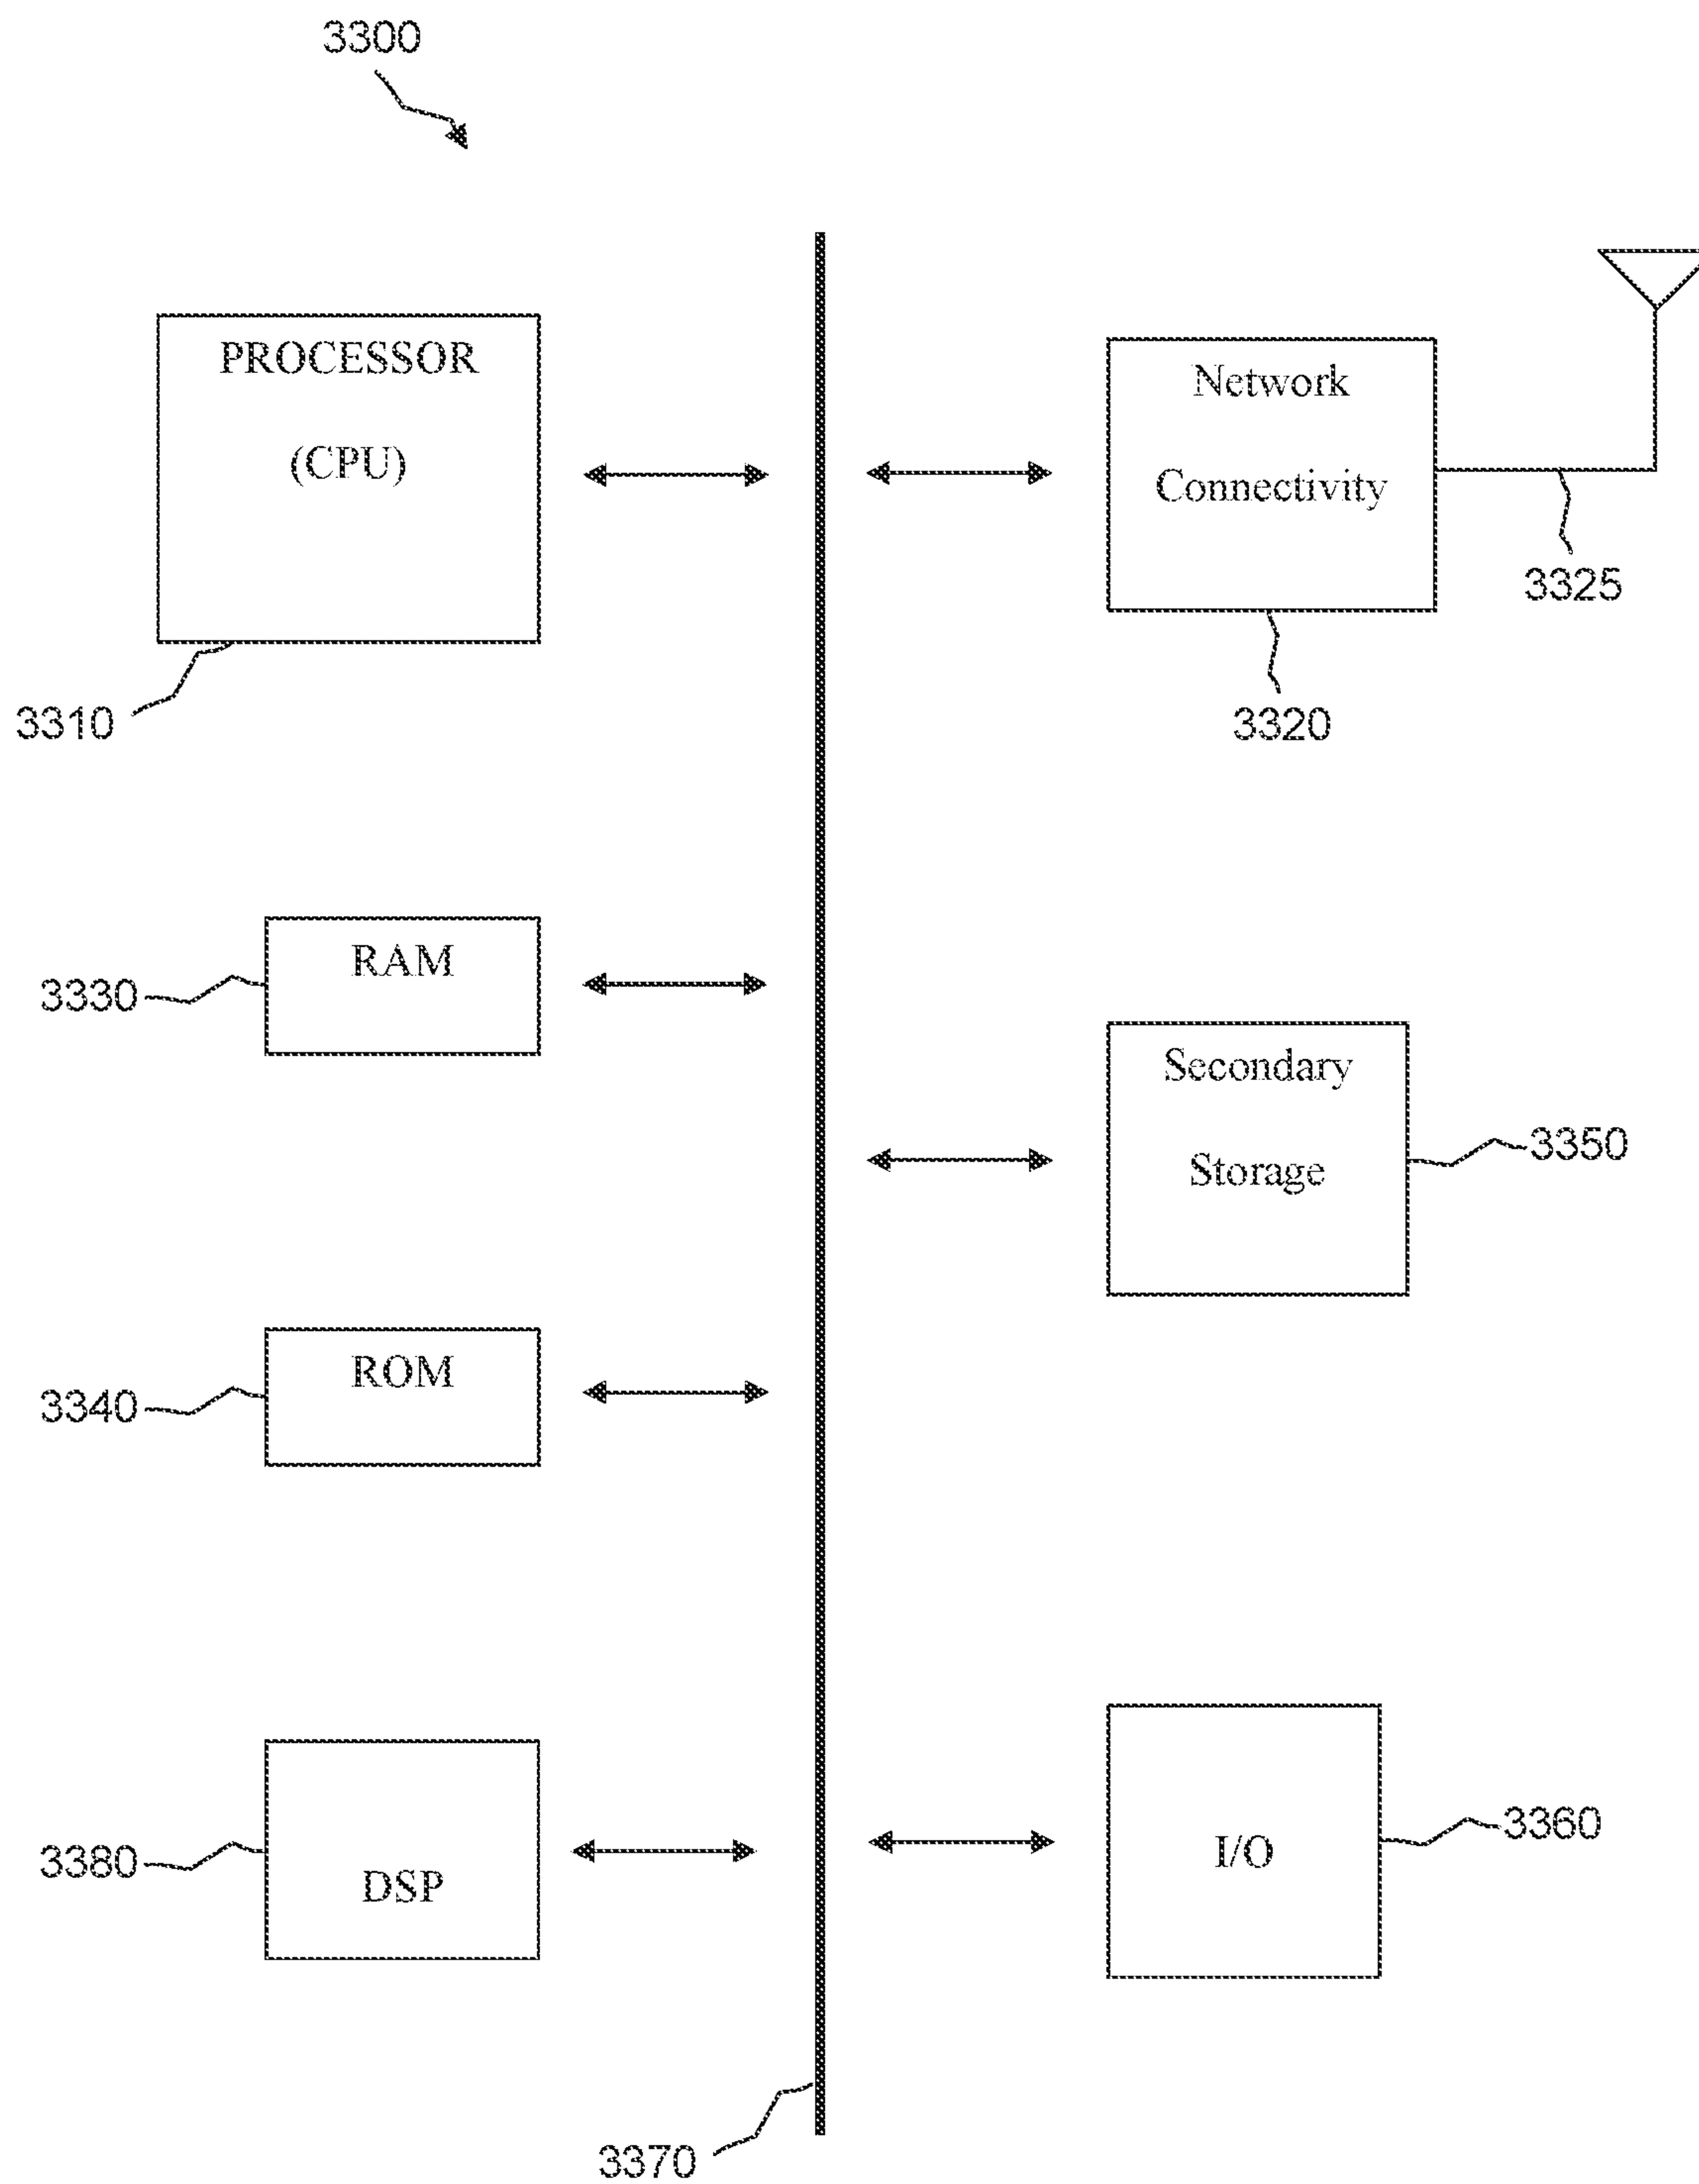 3300
PROCESSOR
(CPU)
3310
Network
Connectivity
3325
3320
RAM
3330
Secondary
Storage
3350
ROM
3340
DSP
3380
I/O
3360
3370